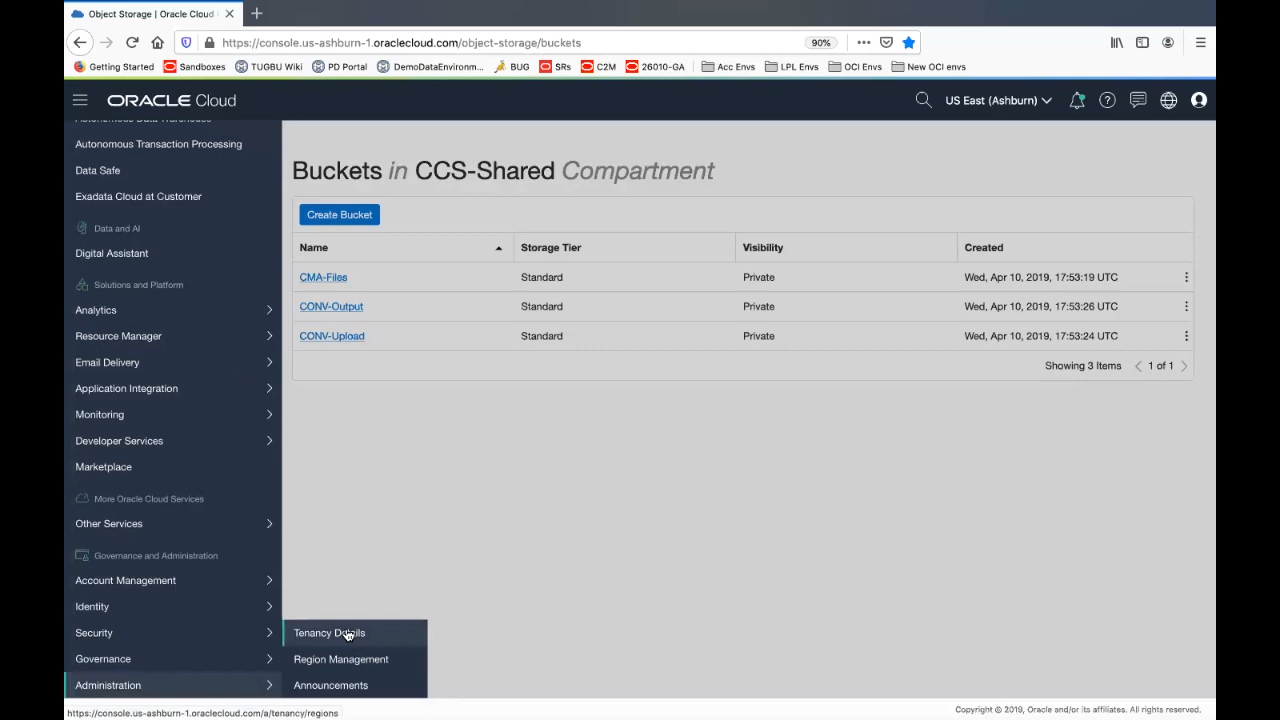 Object Storage | Oracle Cloud
https://console.us-ashburn-1.oraclecloud.com/object-storage/buckets
90%
Getting Started
Sandboxes
TUGBU Wiki
PD Portal
DemoDataEnvironm...
BUG
SRs
C2M
26010-GA
Acc Envs
LPL Envs
OCI Envs
New OCI envs
ORACLE Cloud
US East (Ashburn)
Autonomous Data Warehouse
Autonomous Transaction Processing
Data Safe
Exadata Cloud at Customer
Data and AI
Digital Assistant
Solutions and Platform
Analytics
Resource Manager
Email Delivery
Application Integration
Monitoring
Developer Services
Marketplace
More Oracle Cloud Services
Other Services
Governance and Administration
Account Management
Identity
Security
Governance
Administration
Tenancy Details
Region Management
Announcements
Buckets in CCS-Shared Compartment
Create Bucket
Name Storage Tier Visibility Created
CMA-Files Standard Private Wed, Apr 10, 2019, 17:53:19 UTC
CONV-Output Standard Private Wed, Apr 10, 2019, 17:53:26 UTC
CONV-Upload Standard Private Wed, Apr 10, 2019, 17:53:24 UTC
Showing 3 Items 1 of 1
https://console.us-ashburn-1.oraclecloud.com/a/tenancy/regions
Copyright © 2019, Oracle and/or its affiliates. All rights reserved.